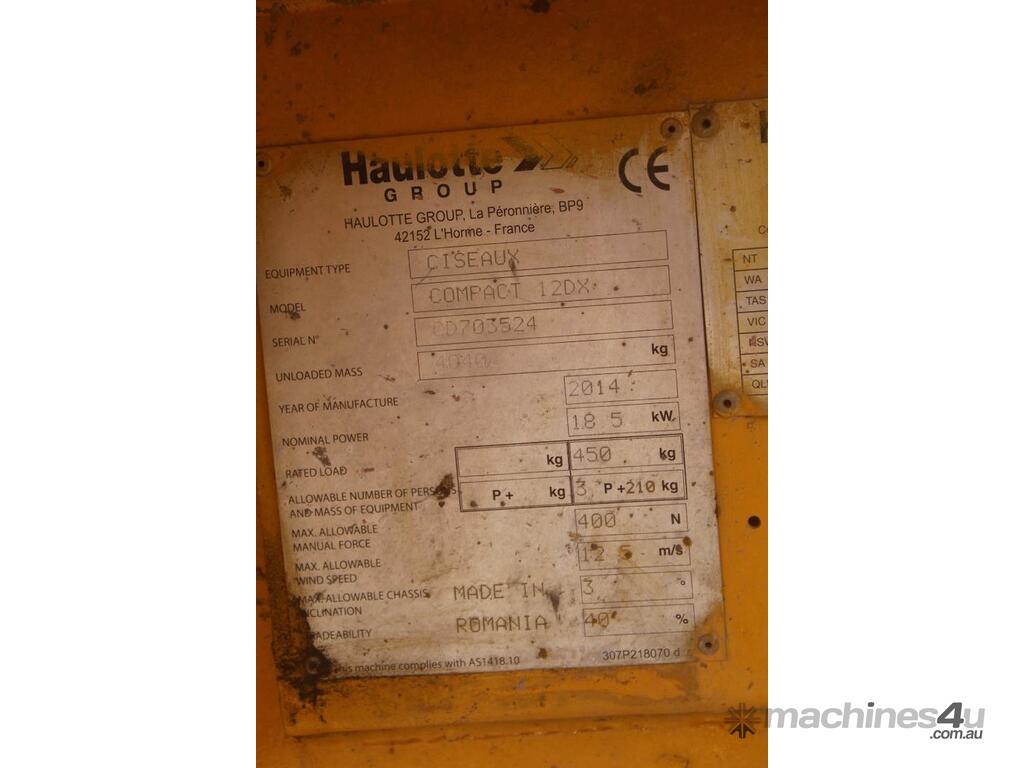 Haulotte
GROUP
CE
HAULOTTE GROUP, La Péronnière, BP9
42152 L'Horme - France
EQUIPMENT TYPE CISEAUX
MODEL COMPACT 12DX
SERIAL N° CD703524
UNLOADED MASS kg
YEAR OF MANUFACTURE 2014
NOMINAL POWER 18 5 kW
RATED LOAD kg 450 kg
ALLOWABLE NUMBER OF PERSONS
AND MASS OF EQUIPMENT P + kg 3 P +210 kg
MAX. ALLOWABLE
MANUAL FORCE 400 N
MAX. ALLOWABLE
WIND SPEED 12 5 m/s
MAX. ALLOWABLE CHASSIS
INCLINATION 3 °
MADE IN
ROMANIA
40 %
This machine complies with AS1418.10
307P218070 d
NT
WA
TAS
VIC
SA
machines4u
.com.au